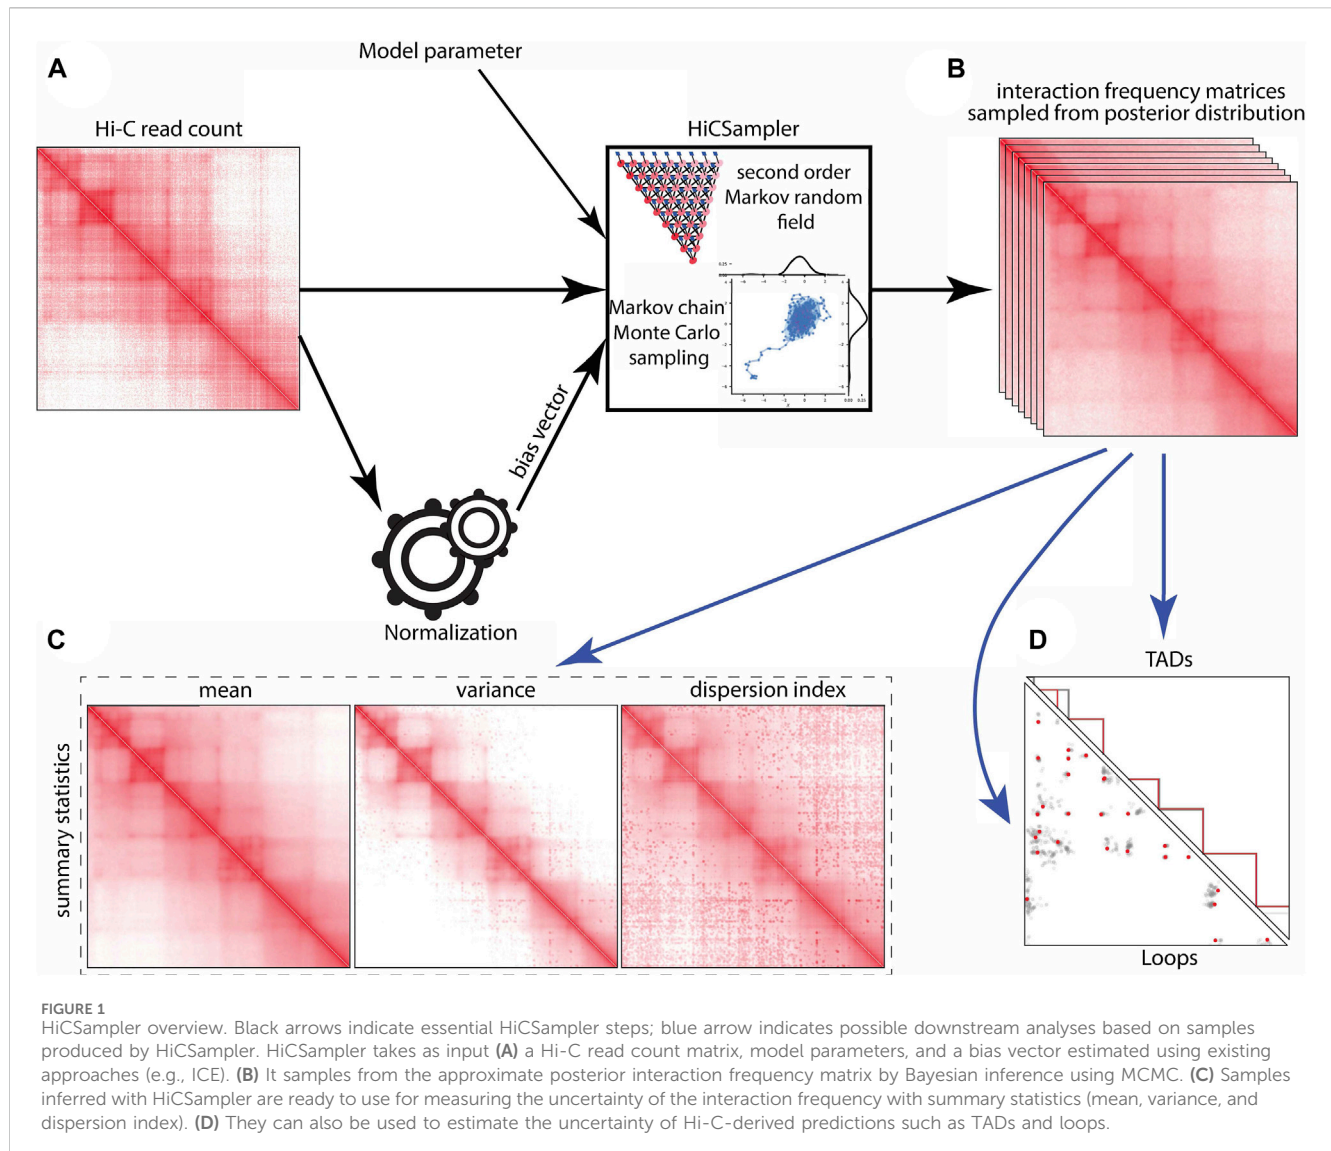 A
Model parameter
B
Hi-C read count
HiCSampler
interaction frequency matrices
sampled from posterior distribution
second order
Markov random
field
Markov chain
Monte Carlo
sampling
bias vector
Normalization
C
D
mean
variance
dispersion index
summary statistics
TADs
Loops
FIGURE 1
HiCSampler overview. Black arrows indicate essential HiCSampler steps; blue arrow indicates possible downstream analyses based on samples
produced by HiCSampler. HiCSampler takes as input (A) a Hi-C read count matrix, model parameters, and a bias vector estimated using existing
approaches (e.g., ICE). (B) It samples from the approximate posterior interaction frequency matrix by Bayesian inference using MCMC. (C) Samples
inferred with HiCSampler are ready to use for measuring the uncertainty of the interaction frequency with summary statistics (mean, variance, and
dispersion index). (D) They can also be used to estimate the uncertainty of Hi-C-derived predictions such as TADs and loops.